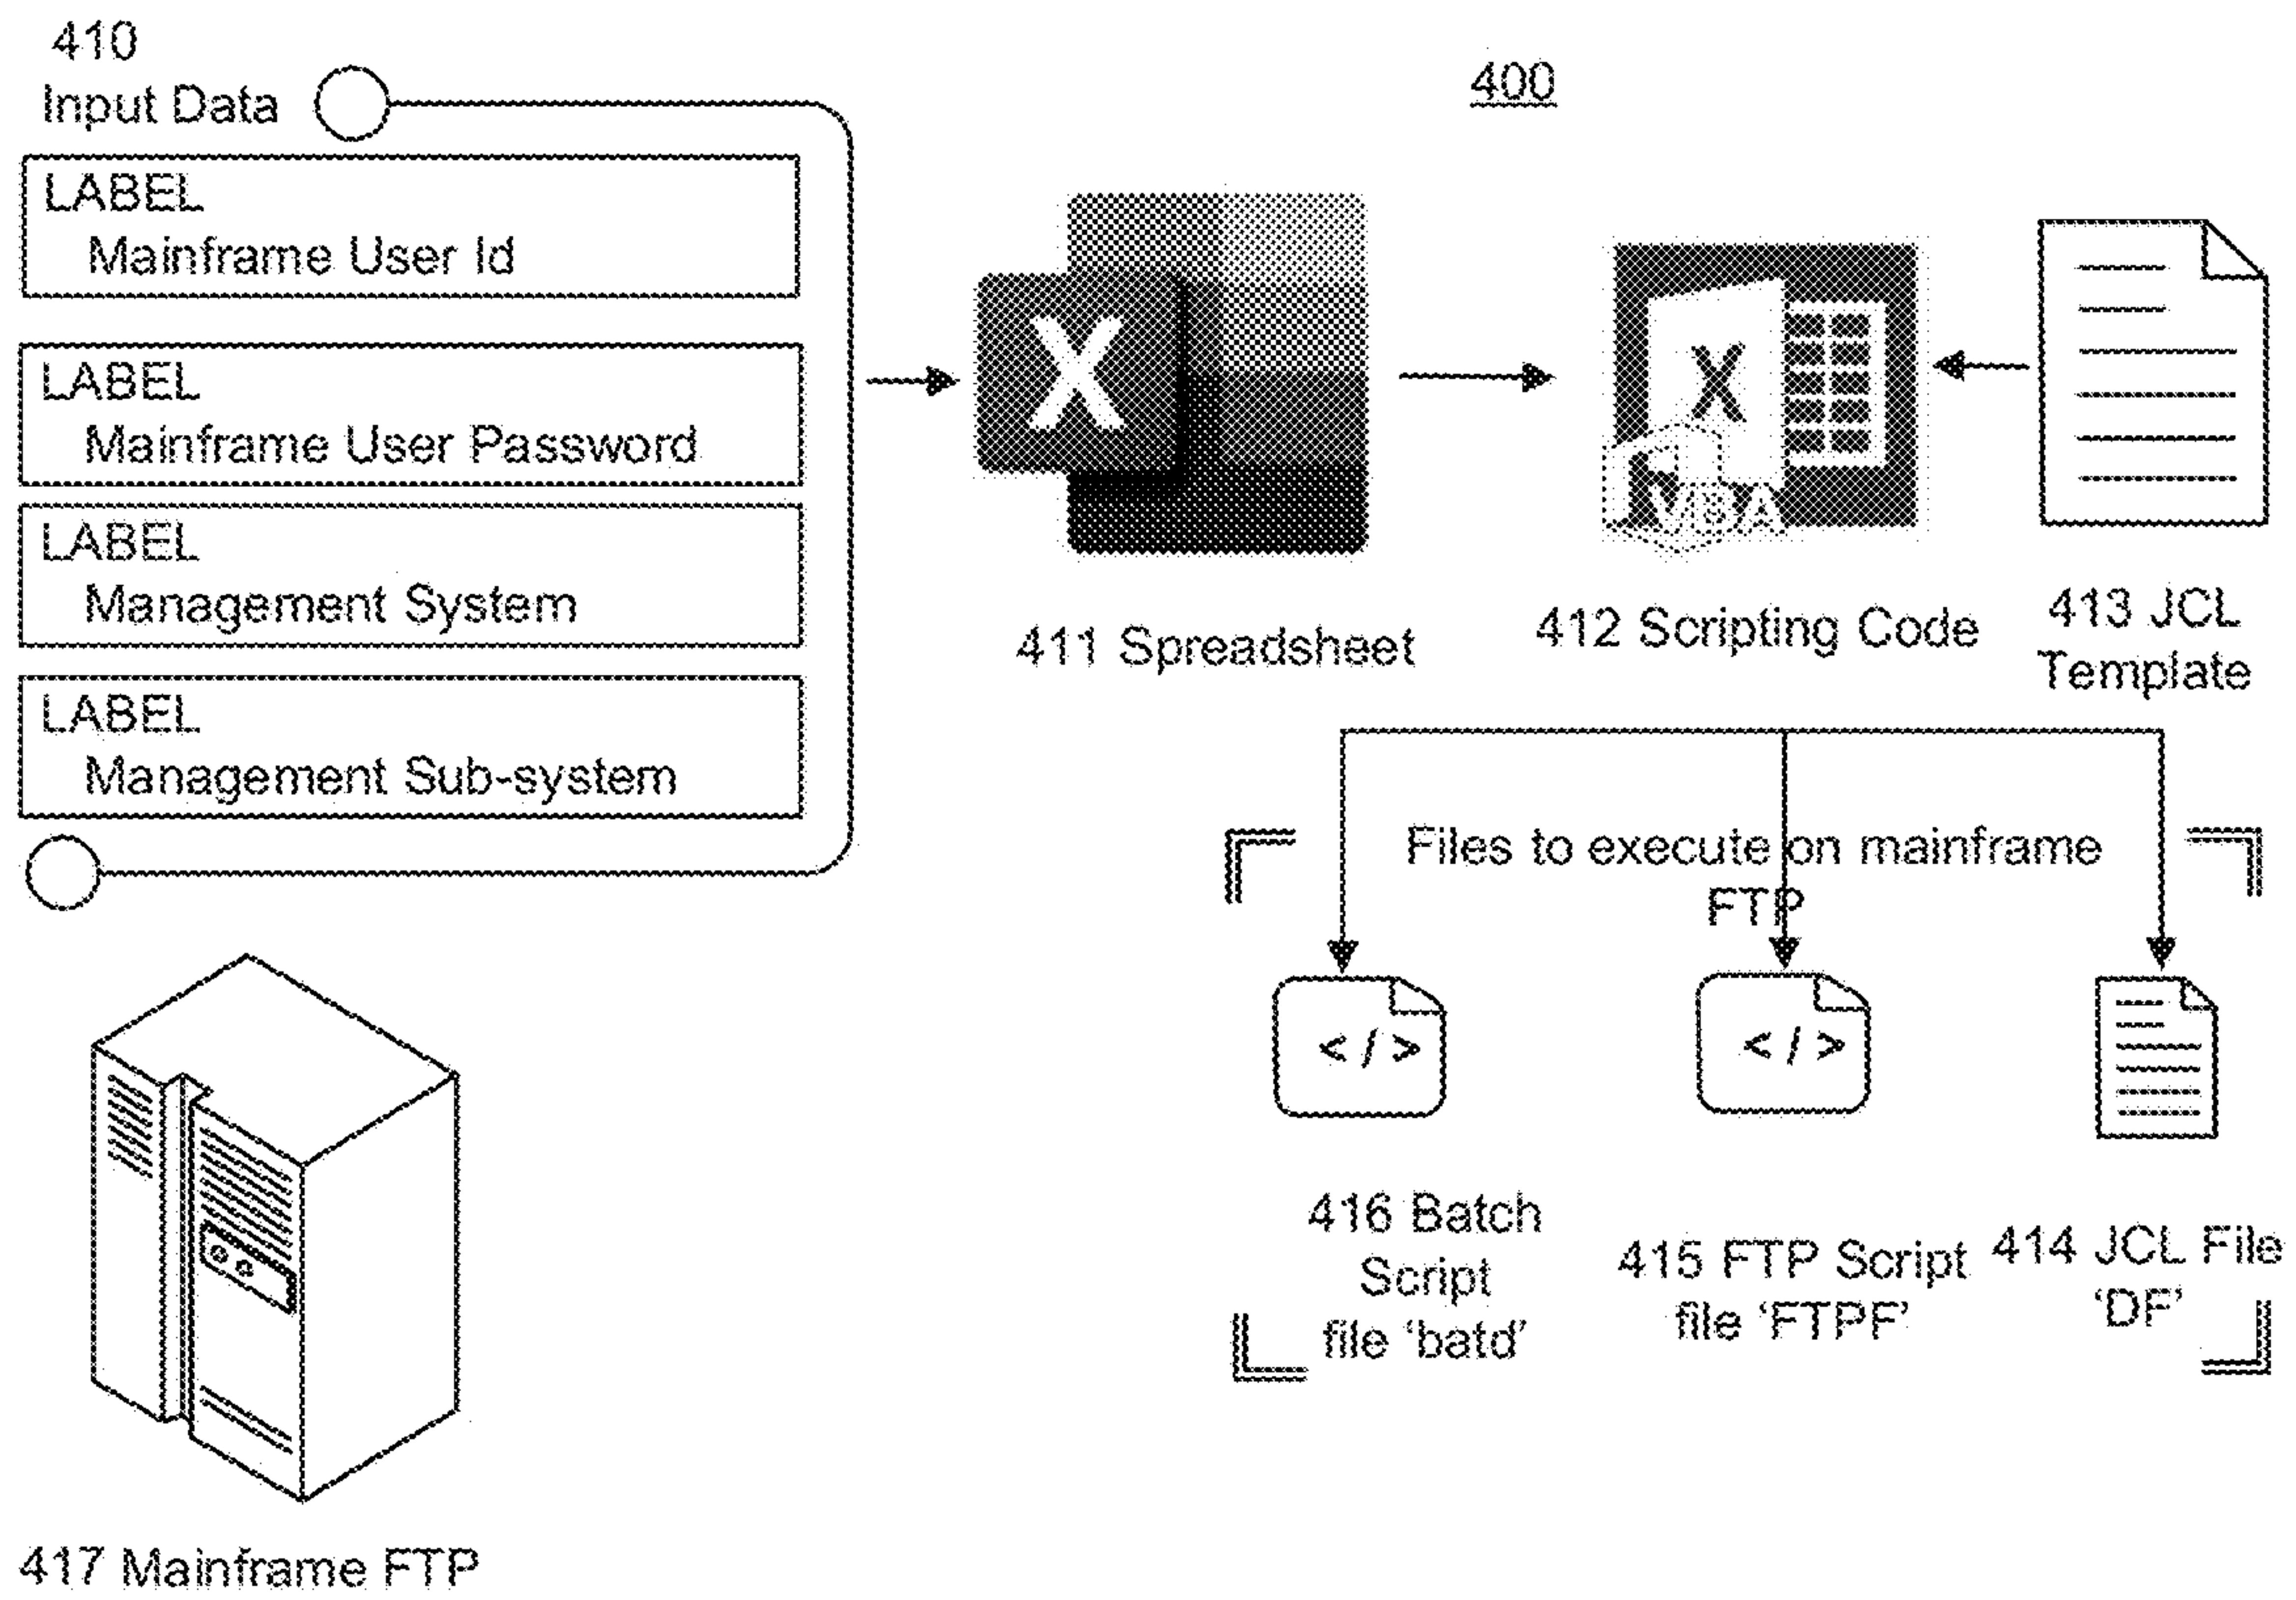 410
Input Data
400
LABEL
Mainframe User Id
LABEL
Mainframe User Password
LABEL
Management System
LABEL
Management Sub-system
X
411 Spreadsheet
X
VBA
412 Scripting Code
413 JCL
Template
Files to execute on mainframe
FTP
</>
</>
416 Batch
Script
file ‘batd’
415 FTP Script
file ‘FTPF’
414 JCL File
‘DF’
417 Mainframe FTP